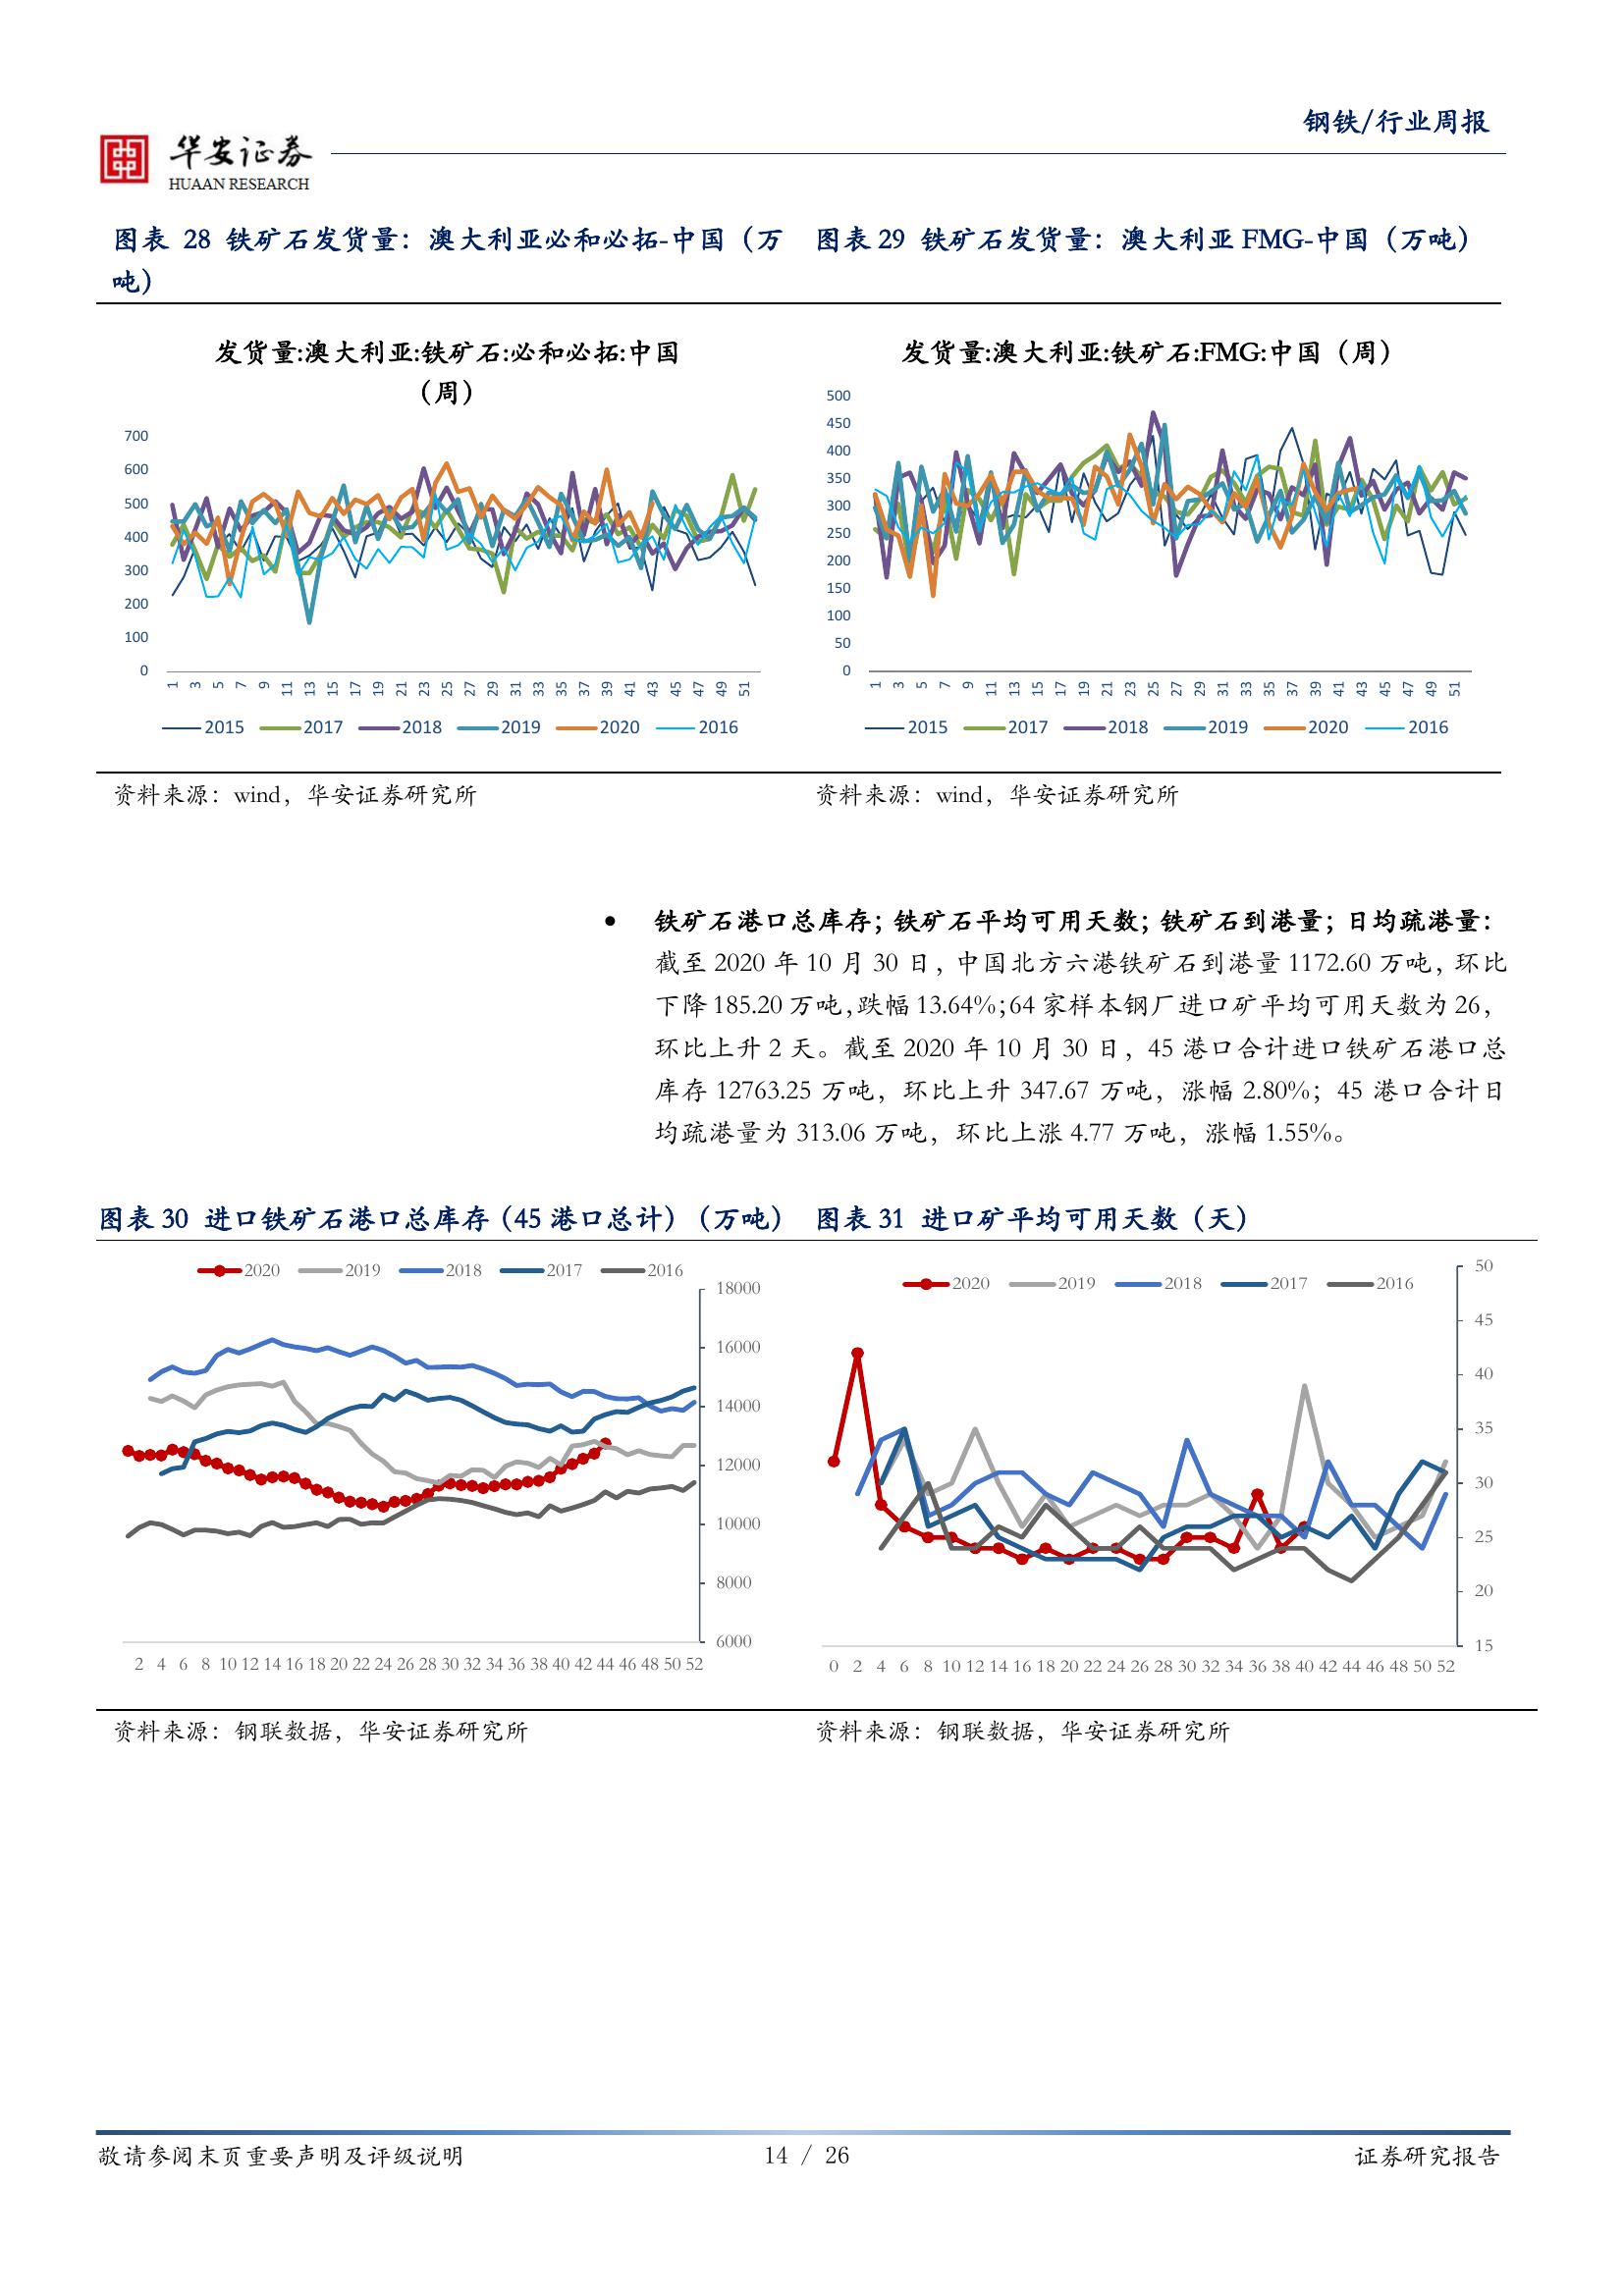 钢铁/行业周报
华安证券
HUAAN RESEARCH
图表 28 铁矿石发货量：澳大利亚必和必拓-中国（万
吨）
图表 29 铁矿石发货量：澳大利亚 FMG-中国（万吨）
发货量:澳大利亚:铁矿石:必和必拓:中国
（周）
700
600
500
400
300
200
100
0
1 3 5 7 9 11 13 15 17 19 21 23 25 27 29 31 33 35 37 39 41 43 45 47 49 51
2015 2017 2018 2019 2020 2016
发货量:澳大利亚:铁矿石:FMG:中国（周）
500
450
400
350
300
250
200
150
100
50
0
1 3 5 7 9 11 13 15 17 19 21 23 25 27 29 31 33 35 37 39 41 43 45 47 49 51
2015 2017 2018 2019 2020 2016
资料来源：wind，华安证券研究所
资料来源：wind，华安证券研究所
● 铁矿石港口总库存；铁矿石平均可用天数；铁矿石到港量；日均疏港量：
截至 2020 年 10 月 30 日，中国北方六港铁矿石到港量 1172.60 万吨，环比
下降 185.20 万吨，跌幅 13.64%；64 家样本钢厂进口矿平均可用天数为 26，
环比上升 2 天。截至 2020 年 10 月 30 日，45 港口合计进口铁矿石港口总
库存 12763.25 万吨，环比上升 347.67 万吨，涨幅 2.80%；45 港口合计日
均疏港量为 313.06 万吨，环比上涨 4.77 万吨，涨幅 1.55%。
图表 30 进口铁矿石港口总库存（45 港口总计）（万吨）
图表 31 进口矿平均可用天数（天）
2020 2019 2018 2017 2016
18000
16000
14000
12000
10000
8000
6000
2 4 6 8 10 12 14 16 18 20 22 24 26 28 30 32 34 36 38 40 42 44 46 48 50 52
2020 2019 2018 2017 2016
50
45
40
35
30
25
20
15
0 2 4 6 8 10 12 14 16 18 20 22 24 26 28 30 32 34 36 38 40 42 44 46 48 50 52
资料来源：钢联数据，华安证券研究所
资料来源：钢联数据，华安证券研究所
敬请参阅末页重要声明及评级说明
14 / 26
证券研究报告